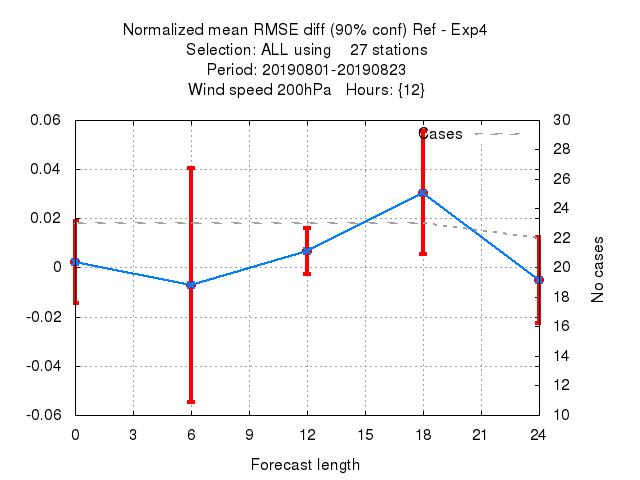 Normalized mean RMSE diff (90% conf) Ref - Exp4
Selection: ALL using    27 stations
Period: 20190801-20190823
Wind speed 200hPa   Hours: {12}
Cases
0.06
0.04
0.02
0
-0.02
-0.04
-0.06
30
28
26
24
22
20
18
16
14
12
10
No cases
0 3 6 9 12 15 18 21 24
Forecast length